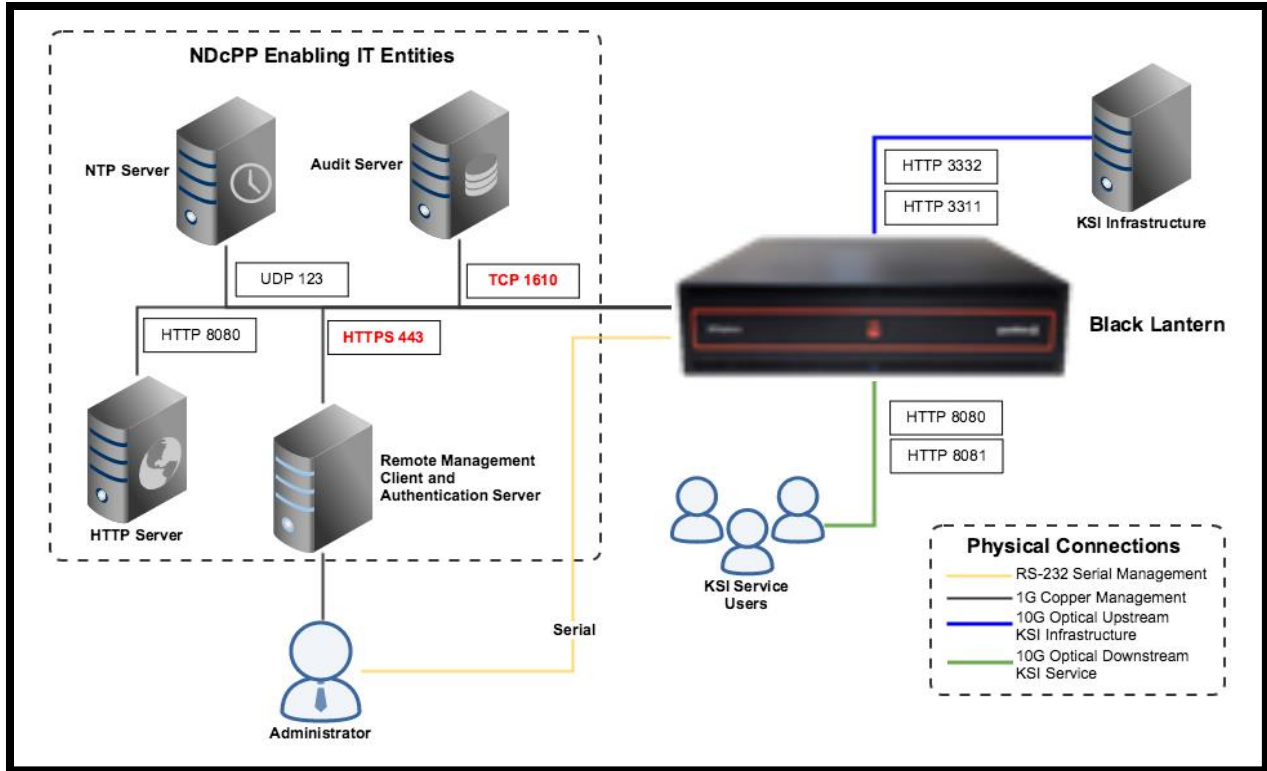 NDcPP Enabling IT Entities
NTP Server
Audit Server
UDP 123
TCP 1610
HTTP 8080
HTTPS 443
HTTP Server
Remote Management
Client and
Authentication Server
Administrator
Serial
HTTP 3332
HTTP 3311
KSI Infrastructure
Black Lantern
HTTP 8080
HTTP 8081
KSI Service
Users
Physical Connections
RS-232 Serial Management
1G Copper Management
10G Optical Upstream
KSI Infrastructure
10G Optical Downstream
KSI Service